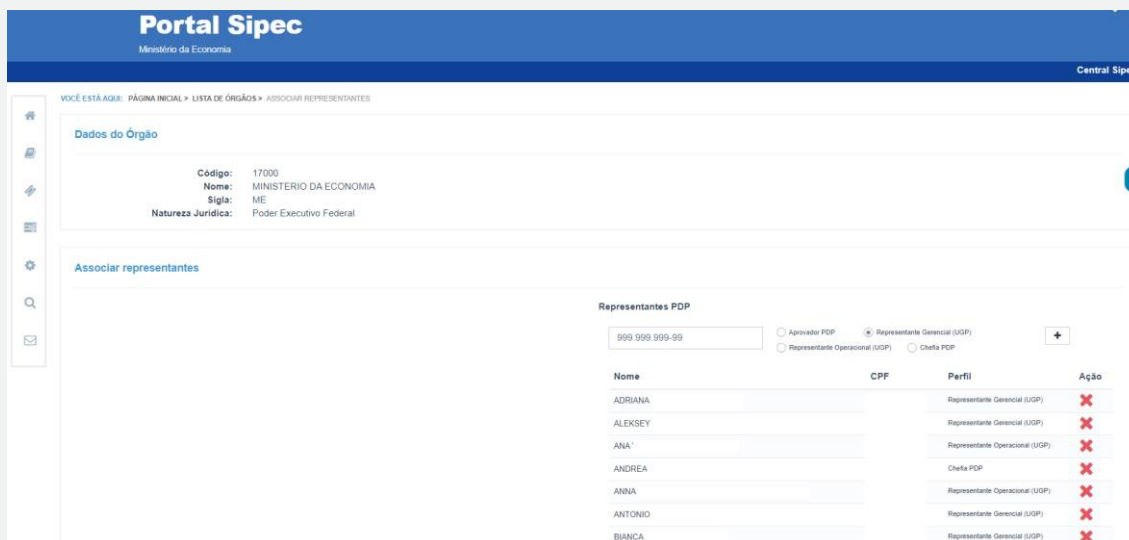 Portal Sipec
Ministério da Economia
Central Sipe
VOCÊ ESTÁ AQUI: PÁGINA INICIAL > LISTA DE ÓRGÃOS > ASSOCIAR REPRESENTANTES
Dados do Órgão
Código: 17000
Nome: MINISTERIO DA ECONOMIA
Sigla: ME
Natureza Jurídica: Poder Executivo Federal
Associar representantes
Representantes PDP
999.999.999-99 Aprovador PDP Representante Gerencial (UGP) +
Representante Operacional (UGP) Chefia PDP
Nome CPF Perfil Ação
ADRIANA Representante Gerencial (UGP)
ALEKSEY Representante Gerencial (UGP)
ANA ' Representante Operacional (UGP)
ANDREA Chefia PDP
ANNA Representante Operacional (UGP)
ANTONIO Representante Gerencial (UGP)
BIANCA Representante Gerencial (UGP)